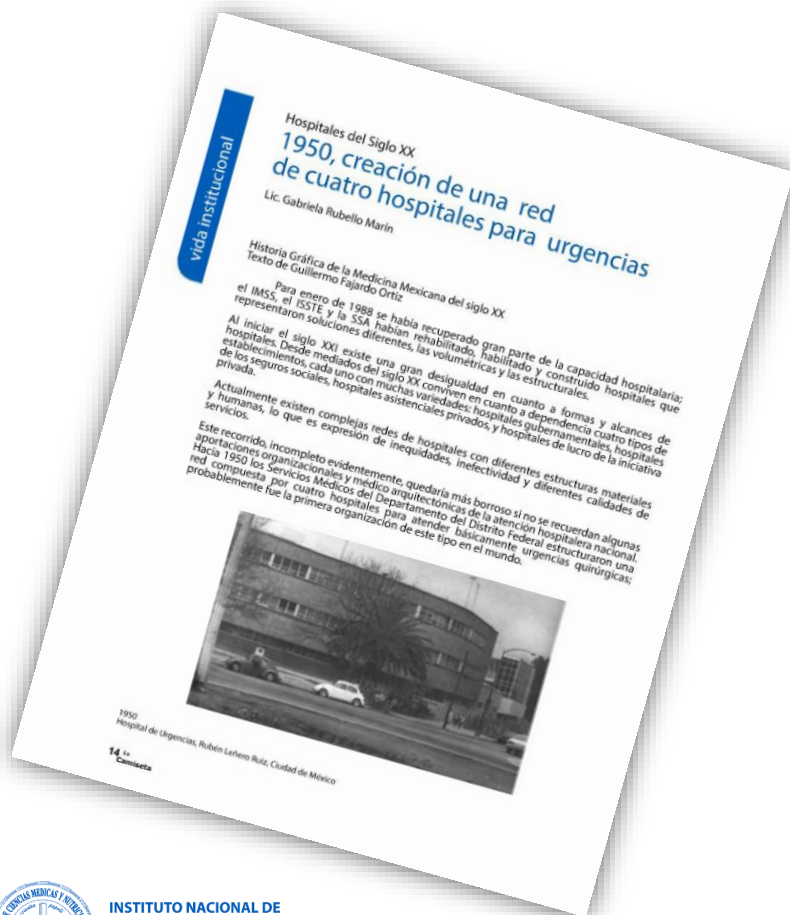 vida institucional
Hospitales del Siglo XX
1950, creación de una red
de cuatro hospitales para urgencias
Lic. Gabriela Rubello Marín
Historia Gráfica de la Medicina Mexicana del siglo XX
Texto de Guillermo Fajardo Ortiz
Para enero de 1988 se había recuperado gran parte de la capacidad hospitalaria;
el IMSS, el ISSTE y la SSA habían rehabilitado, habilitado y construido hospitales que
representaron soluciones diferentes, las volumétricas y las estructurales.
Al iniciar el siglo XXI existe una gran desigualdad en cuanto a formas y alcances de
hospitales. Desde mediados del siglo XX conviven en cuanto a dependencia cuatro tipos de
establecimientos, cada uno con muchas variedades: hospitales gubernamentales, hospitales
de los seguros sociales, hospitales asistenciales privados, y hospitales de lucro de la iniciativa
privada.
Actualmente existen complejas redes de hospitales con diferentes estructuras materiales
y humanas, lo que es expresión de inequidades, inefectividad y diferentes calidades de
servicios.
Este recorrido, incompleto evidentemente, quedaría más borroso si no se recuerdan algunas
aportaciones organizacionales y médico arquitectónicas de la atención hospitalera nacional.
Hacia 1950 los Servicios Médicos del Departamento del Distrito Federal estructuraron una
red compuesta por cuatro hospitales para atender básicamente urgencias quirúrgicas;
probablemente fue la primera organización de este tipo en el mundo.
1950
Hospital de Urgencias, Rubén Leñero Ruiz, Ciudad de México
14 La
Camiseta
CIENCIAS MEDICAS Y
INSTITUTO NACIONAL DE